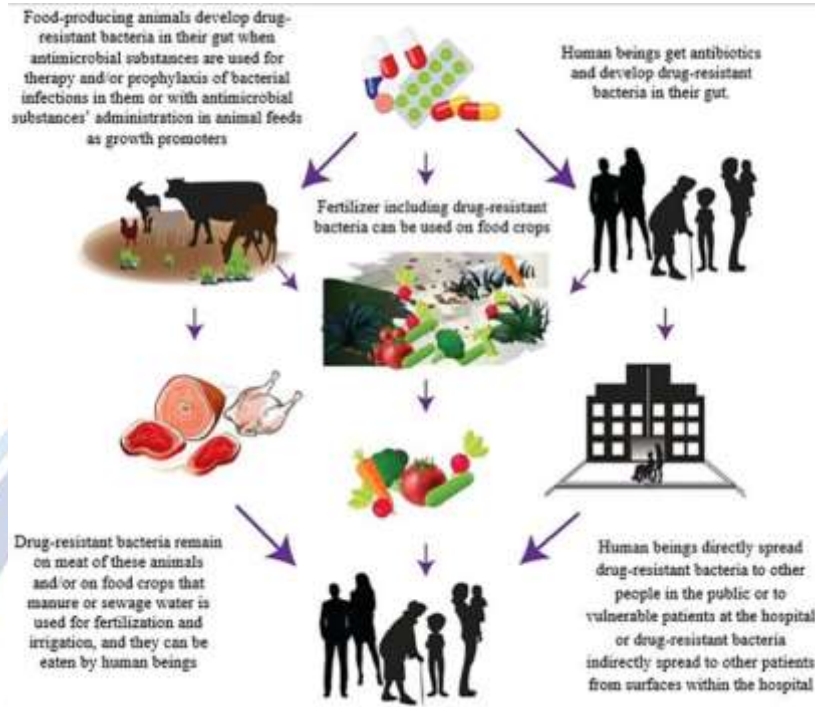 Food-producing animals develop drug-
resistant bacteria in their gut when
antimicrobial substances are used for
therapy and/or prophylaxis of bacterial
infections in them or with antimicrobial
substances' administration in animal feeds
as growth promoters
Human beings get antibiotics
and develop drug-resistant
bacteria in their gut.
Fertilizer including drug-resistant
bacteria can be used on food crops
Drug-resistant bacteria remain
on meat of these animals
and/or on food crops that
manure or sewage water is
used for fertilization and
irrigation, and they can be
eaten by human beings
Human beings directly spread
drug-resistant bacteria to other
people in the public or to
vulnerable patients at the hospital
or drug-resistant bacteria
indirectly spread to other patients
from surfaces within the hospital